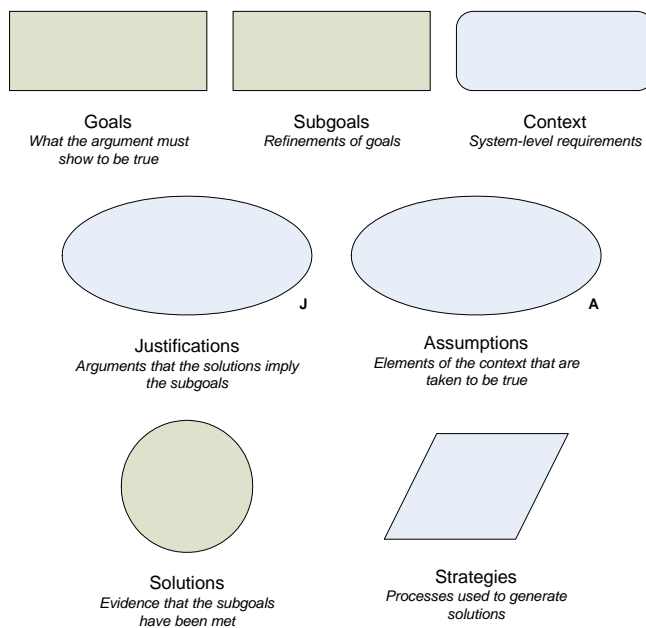 Goals
What the argument must
show to be true
Subgoals
Refinements of goals
Context
System-level requirements
J
A
Justifications
Arguments that the solutions imply
the subgoals
Assumptions
Elements of the context that are
taken to be true
Solutions
Evidence that the subgoals
have been met
Strategies
Processes used to generate
solutions